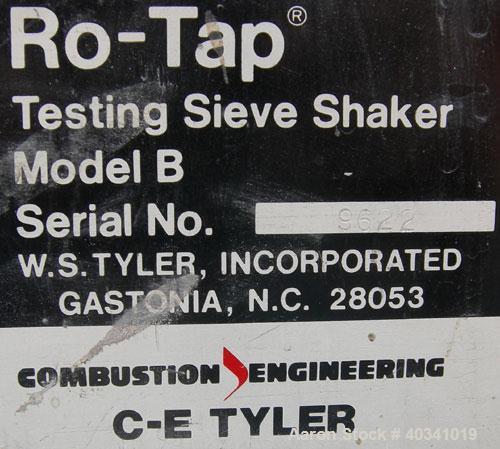 Ro-Tap®
Testing Sieve Shaker
Model B
Serial No. 9622
W.S. TYLER, INCORPORATED
GASTONIA, N.C. 28053
COMBUSTION ENGINEERING
C-E TYLER
Aaron Stock # 40341019